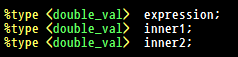 %type <double_val> expression;
%type <double_val> inner1;
%type <double_val> inner2;